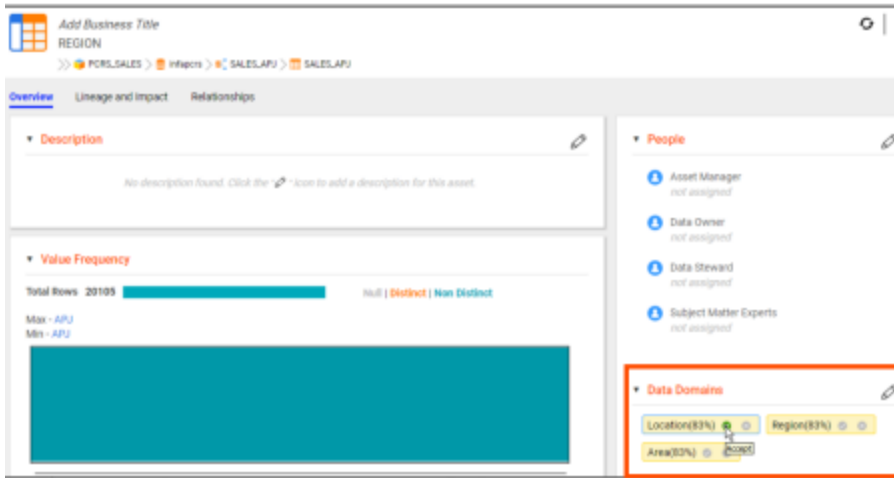 Add Business Title
REGION
>> PCRS_SALES > infapcrs > SALES_APJ > SALES_APJ
Overview Lineage and Impact Relationships
Description
No description found. Click the " " icon to add a description for this asset.
Value Frequency
Total Rows 20105 Null | Distinct | Non Distinct
Max - APJ
Min - APJ
People
Asset Manager
not assigned
Data Owner
not assigned
Data Steward
not assigned
Subject Matter Experts
not assigned
Data Domains
Location(83%) Region(83%)
Area(83%) Accept